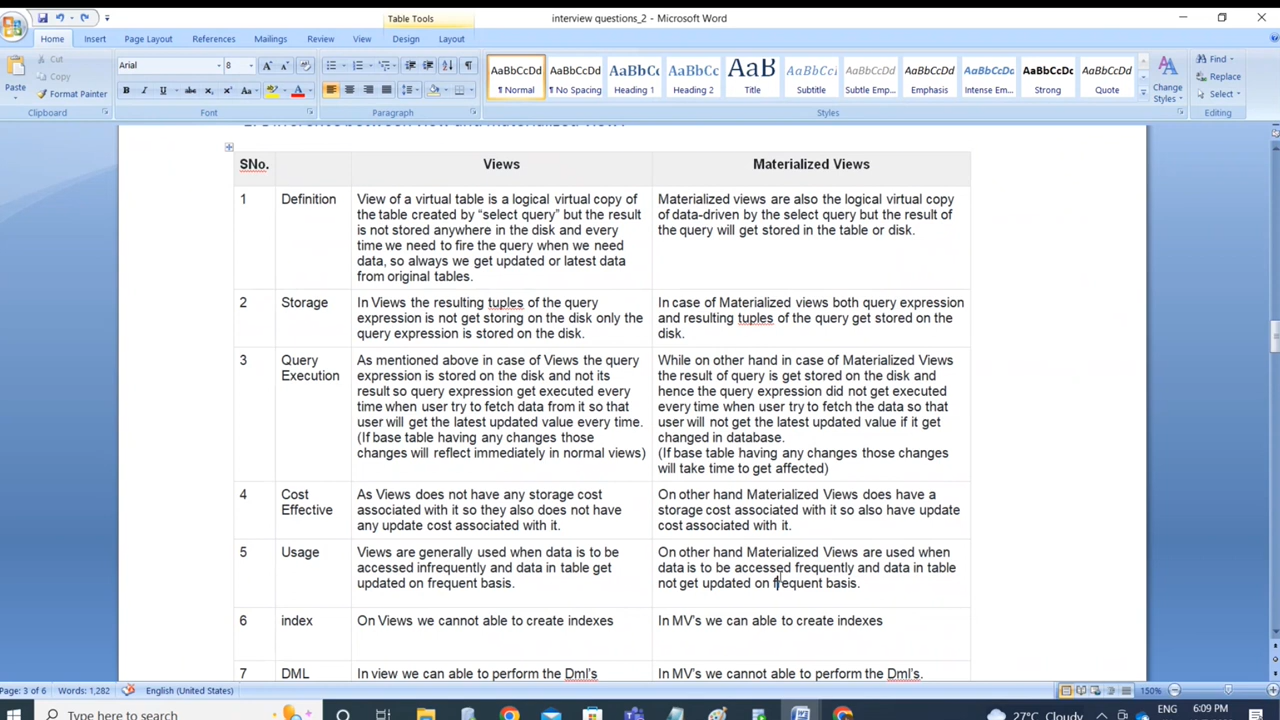 Table Tools
interview questions_2 - Microsoft Word
Home Insert Page Layout References Mailings Review View Design Layout
Paste
Cut
Copy
Format Painter
Clipboard
Arial 8
Font
Paragraph
AaBbCcDd AaBbCcDd AaBbCc AaBbCc AaB AaBbCcI AaBbCcDd AaBbCcDd AaBbCcDd AaBbCcDd AaBbCcDd
¶ Normal ¶ No Spacing Heading 1 Heading 2 Title Subtitle Subtle Emp... Emphasis Intense Em... Strong Quote
Styles
Change
Styles
Find
Replace
Select
Editing
SNo. Views Materialized Views
1 Definition
View of a virtual table is a logical virtual copy of
the table created by “select query” but the result
is not stored anywhere in the disk and every
time we need to fire the query when we need
data, so always we get updated or latest data
from original tables.
Materialized views are also the logical virtual copy
of data-driven by the select query but the result of
the query will get stored in the table or disk.
2 Storage
In Views the resulting tuples of the query
expression is not get storing on the disk only the
query expression is stored on the disk.
In case of Materialized views both query expression
and resulting tuples of the query get stored on the
disk.
3 Query
Execution
As mentioned above in case of Views the query
expression is stored on the disk and not its
result so query expression get executed every
time when user try to fetch data from it so that
user will get the latest updated value every time.
(If base table having any changes those
changes will reflect immediately in normal views)
While on other hand in case of Materialized Views
the result of query is get stored on the disk and
hence the query expression did not get executed
every time when user try to fetch the data so that
user will not get the latest updated value if it get
changed in database.
(If base table having any changes those changes
will take time to get affected)
4 Cost
Effective
As Views does not have any storage cost
associated with it so they also does not have
any update cost associated with it.
On other hand Materialized Views does have a
storage cost associated with it so also have update
cost associated with it.
5 Usage
Views are generally used when data is to be
accessed infrequently and data in table get
updated on frequent basis.
On other hand Materialized Views are used when
data is to be accessed frequently and data in table
not get updated on frequent basis.
6 index
On Views we cannot able to create indexes
In MV's we can able to create indexes
7 DML
In view we can able to perform the Dml's
In MV's we cannot able to perform the Dml's.
Page: 3 of 6 Words: 1,282 English (United States) 150%
Type here to search
27°C Cloudy
ENG
6:09 PM